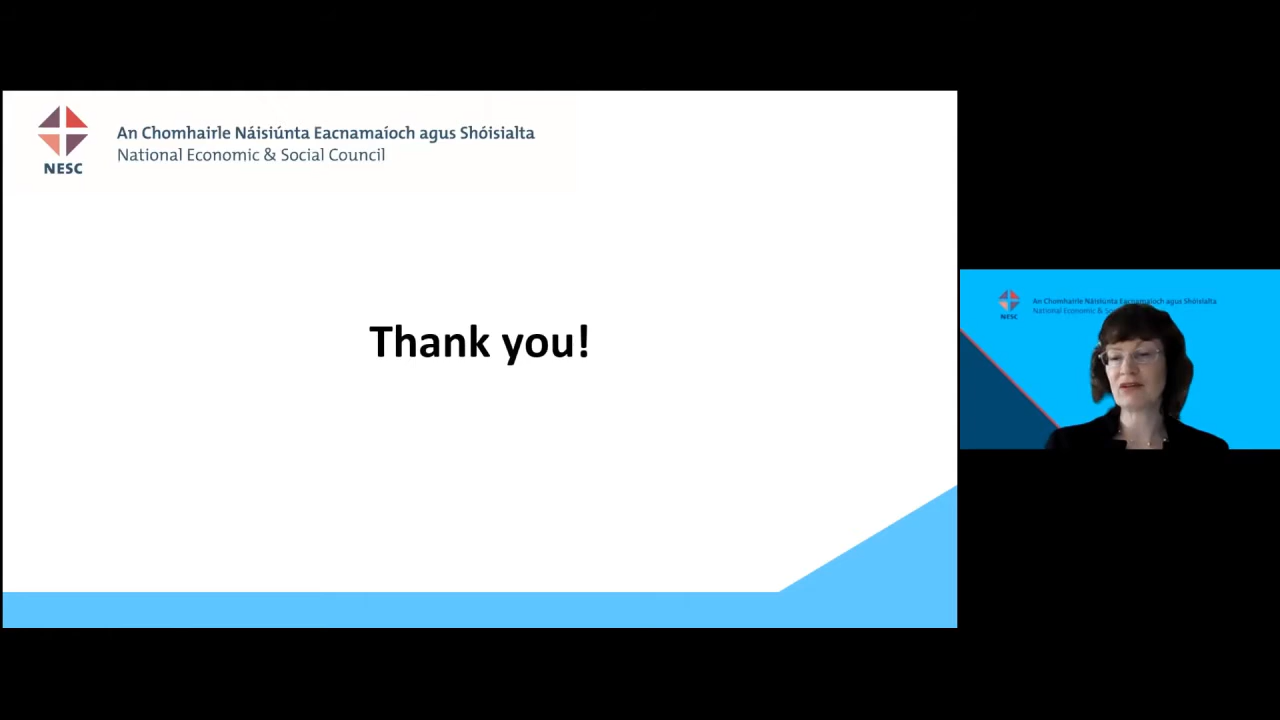 An Chomhairle Náisiúnta Eacnamaíoch agus Shóisialta
National Economic & Social Council
NESC
Thank you!
An Chomhairle Náisiúnta Eacnamaíoch agus Shóisialta
National Economic & So
NESC